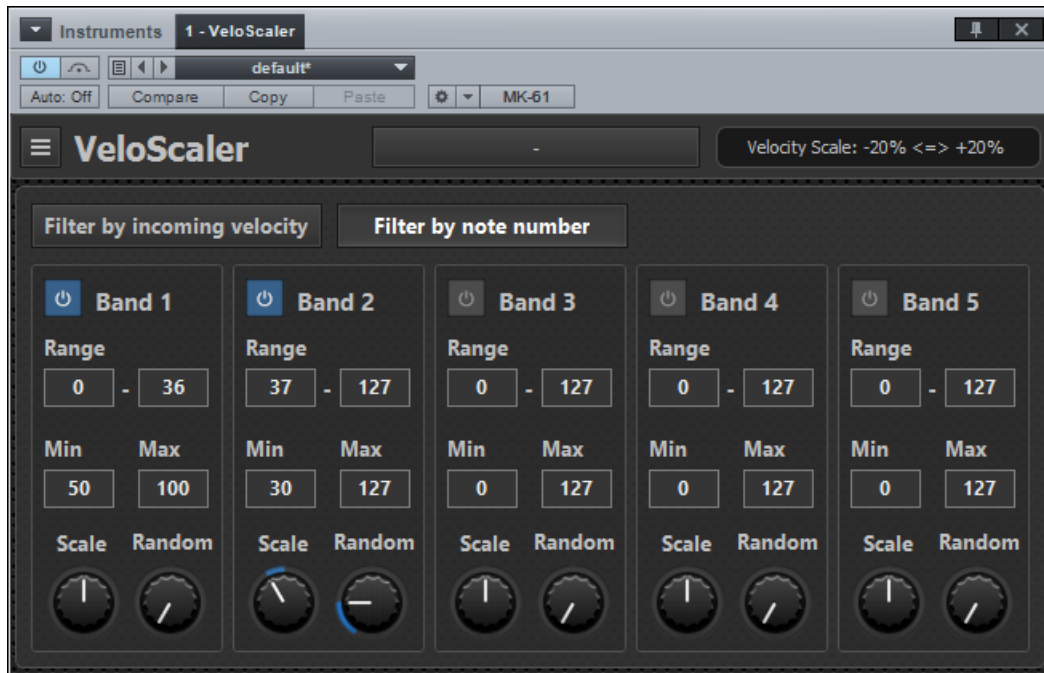 Instruments 1 - VeloScaler
default*
Auto: Off Compare Copy Paste MK-61
VeloScaler - Velocity Scale: -20% <=> +20%
Filter by incoming velocity Filter by note number
Band 1 Band 2 Band 3 Band 4 Band 5
Range Range Range Range Range
0 - 36 37 - 127 0 - 127 0 - 127 0 - 127
Min Max Min Max Min Max Min Max Min Max
50 100 30 127 0 127 0 127 0 127
Scale Random Scale Random Scale Random Scale Random Scale Random